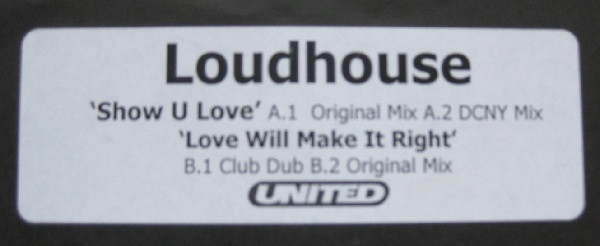 Loudhouse
'Show U Love' A.1 Original Mix A.2 DCNY Mix
'Love Will Make It Right'
B.1 Club Dub B.2 Original Mix
UNITED